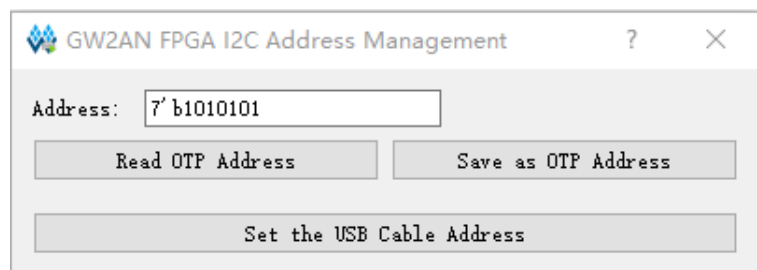 GW2AN FPGA I2C Address Management ? ×
Address: 7'b1010101
Read OTP Address Save as OTP Address
Set the USB Cable Address